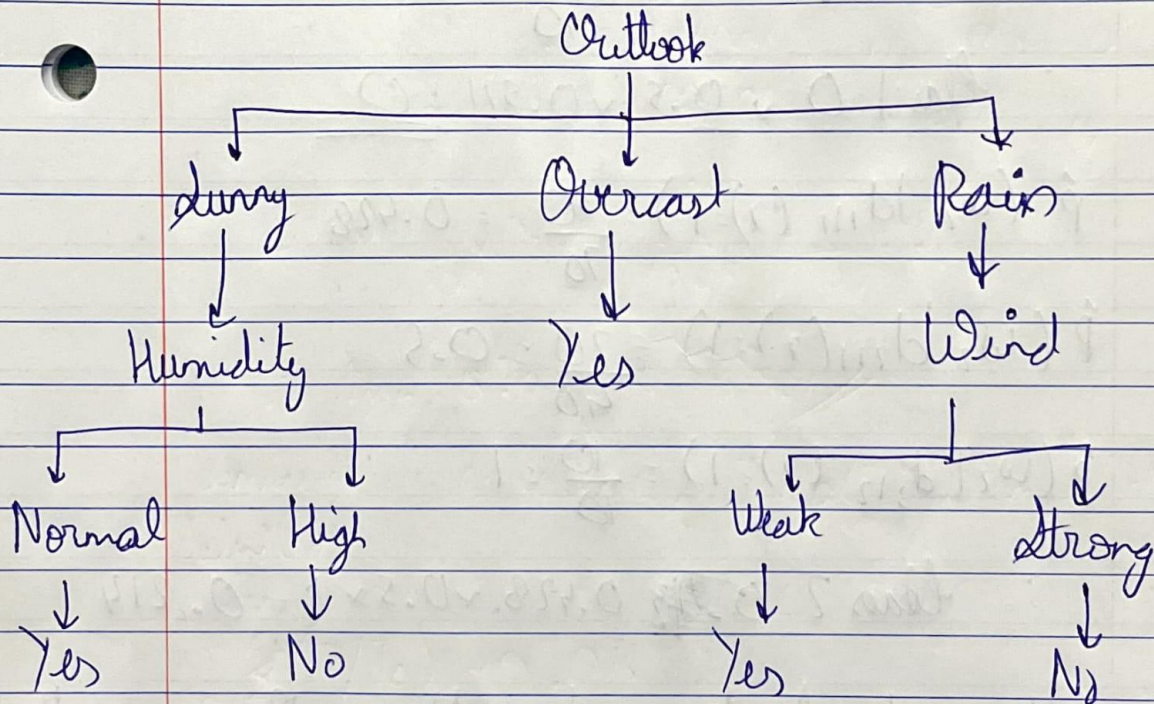 Outlook
Sunny Overcast Rain
Humidity Yes Wind
Normal High Weak Strong
Yes No Yes No